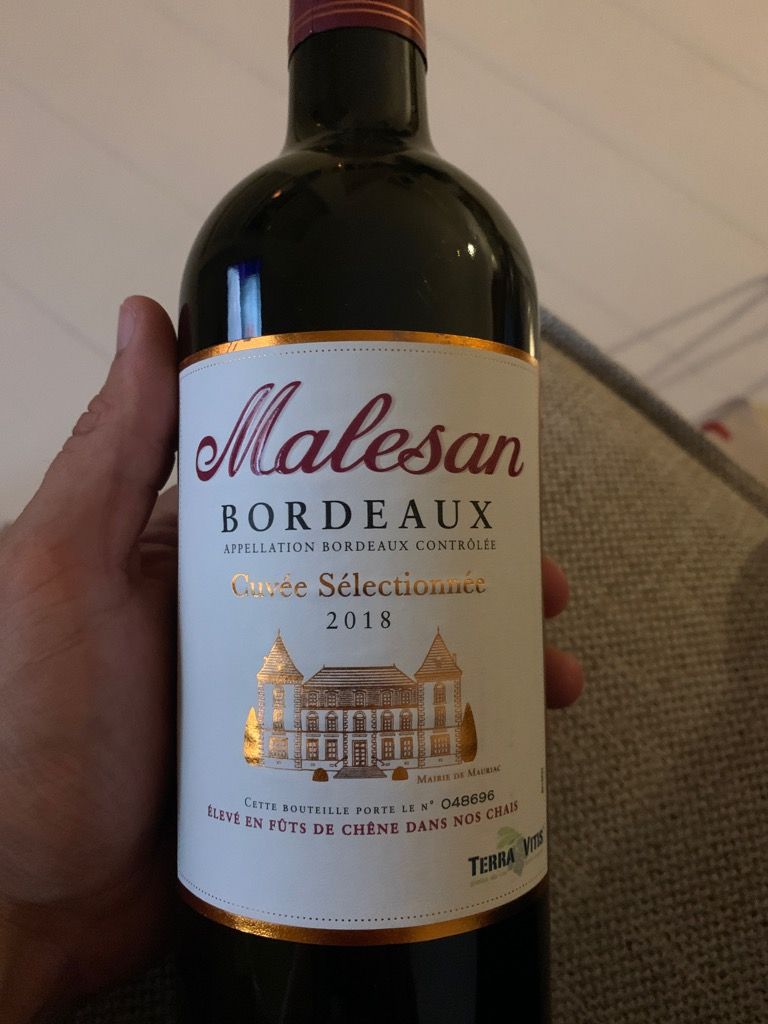 Malesan
BORDEAUX
APPELLATION BORDEAUX CONTRÔLÉE
Cuvée Sélectionnée
2018
MAIRIE DE MAURIAC
CETTE BOUTEILLE PORTE LE N° 048696
ÉLEVÉ EN FÛTS DE CHÊNE DANS NOS CHAIS
TERRA VITIS